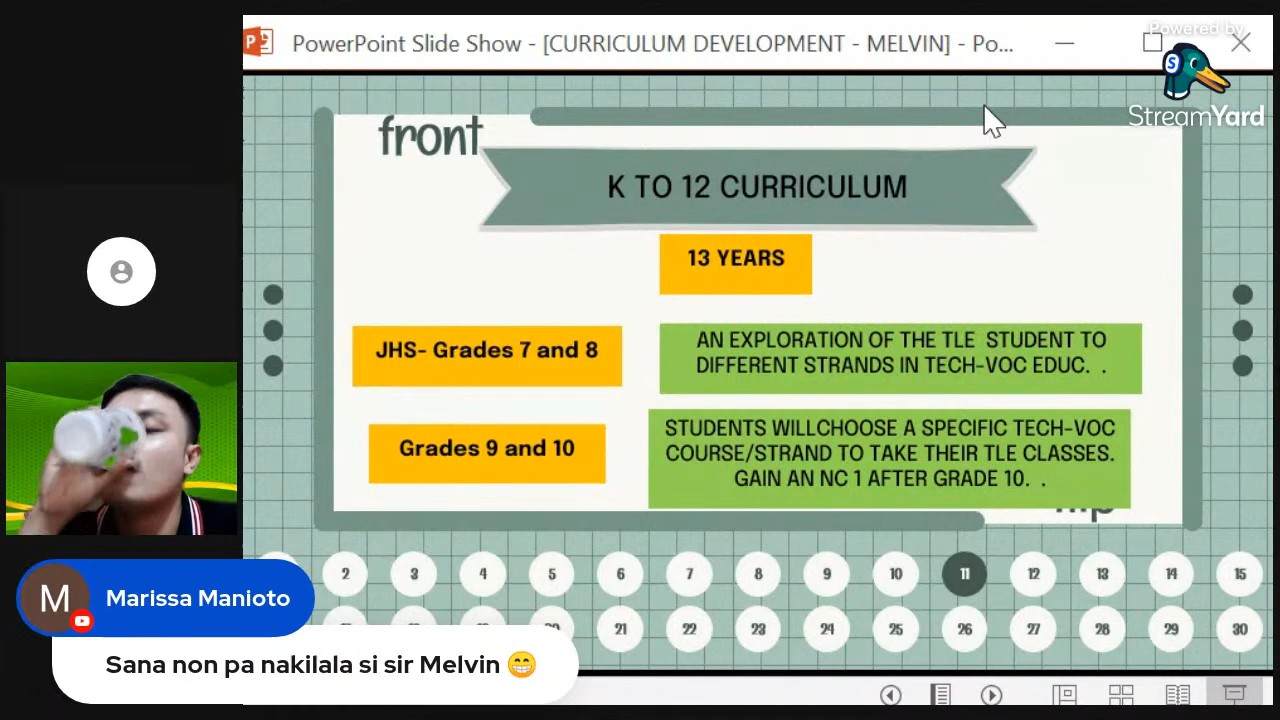 PowerPoint Slide Show - [CURRICULUM DEVELOPMENT - MELVIN] - Po...
Powered by
StreamYard
front
K TO 12 CURRICULUM
13 YEARS
JHS- Grades 7 and 8
AN EXPLORATION OF THE TLE STUDENT TO
DIFFERENT STRANDS IN TECH-VOC EDUC. .
Grades 9 and 10
STUDENTS WILLCHOOSE A SPECIFIC TECH-VOC
COURSE/STRAND TO TAKE THEIR TLE CLASSES.
GAIN AN NC 1 AFTER GRADE 10. .
2 3 4 5 6 7 8 9 10 11 12 13 14 15
21 22 23 24 25 26 27 28 29 30
M
Marissa Manioto
Sana non pa nakilala si sir Melvin 😁